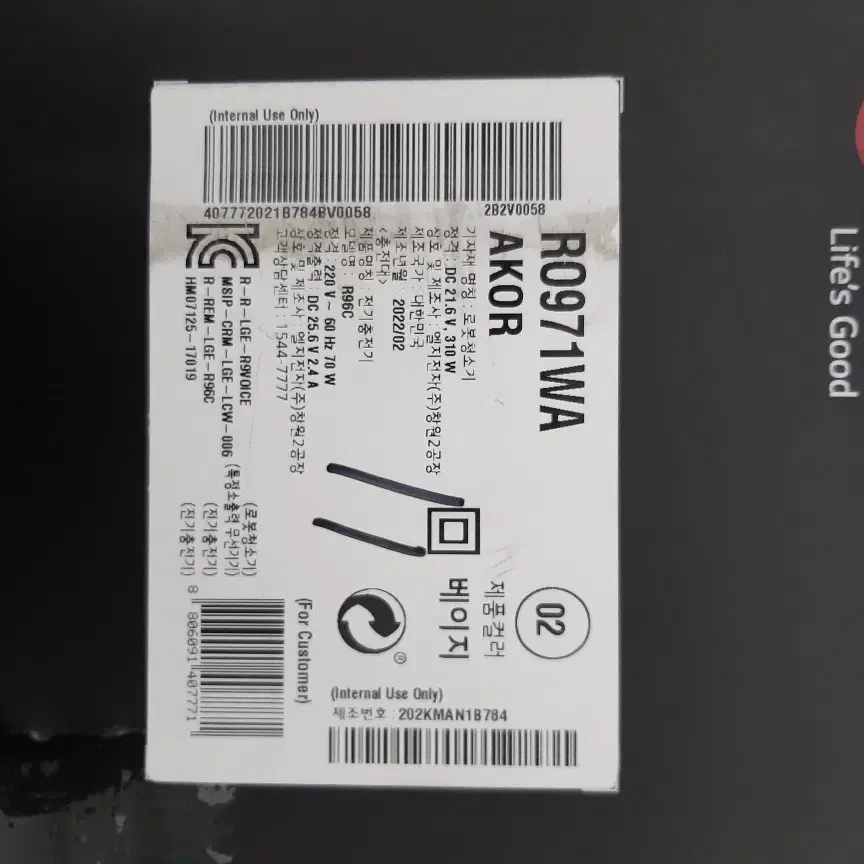 (Internal Use Only)
407772021B784BV0058
2B2V0058
RO971WA
AKOR
기자재 명칭 : 로봇청소기
정격 : DC 21.6 V, 310 W
상호 및 제조사 : 엘지전자(주)창원2공장
제조국가 : 대한민국
제조년월 : 2022/02
<충전대>
제품명칭 : 전기충전기
모델명 : R96C
정격 : 220 V ~ 60 Hz 70 W
정격출력 : DC 25.6 V 2.4 A
상호 및 제조사 : 엘지전자(주)창원2공장
고객상담센터 : 1544-7777
R-R-LGE-R9VOICE (로봇청소기)
MSIP-CRM-LGE-LCW-006 (특정소출력 무선기기)
R-REM-LGE-R96C (전기충전기)
HM07125-17019 (전기충전기)
02
제품컬러
베이지
®
(For Customer)
8 806091 407771
(Internal Use Only)
제조번호 : 202KMAN1B784
Life's Good